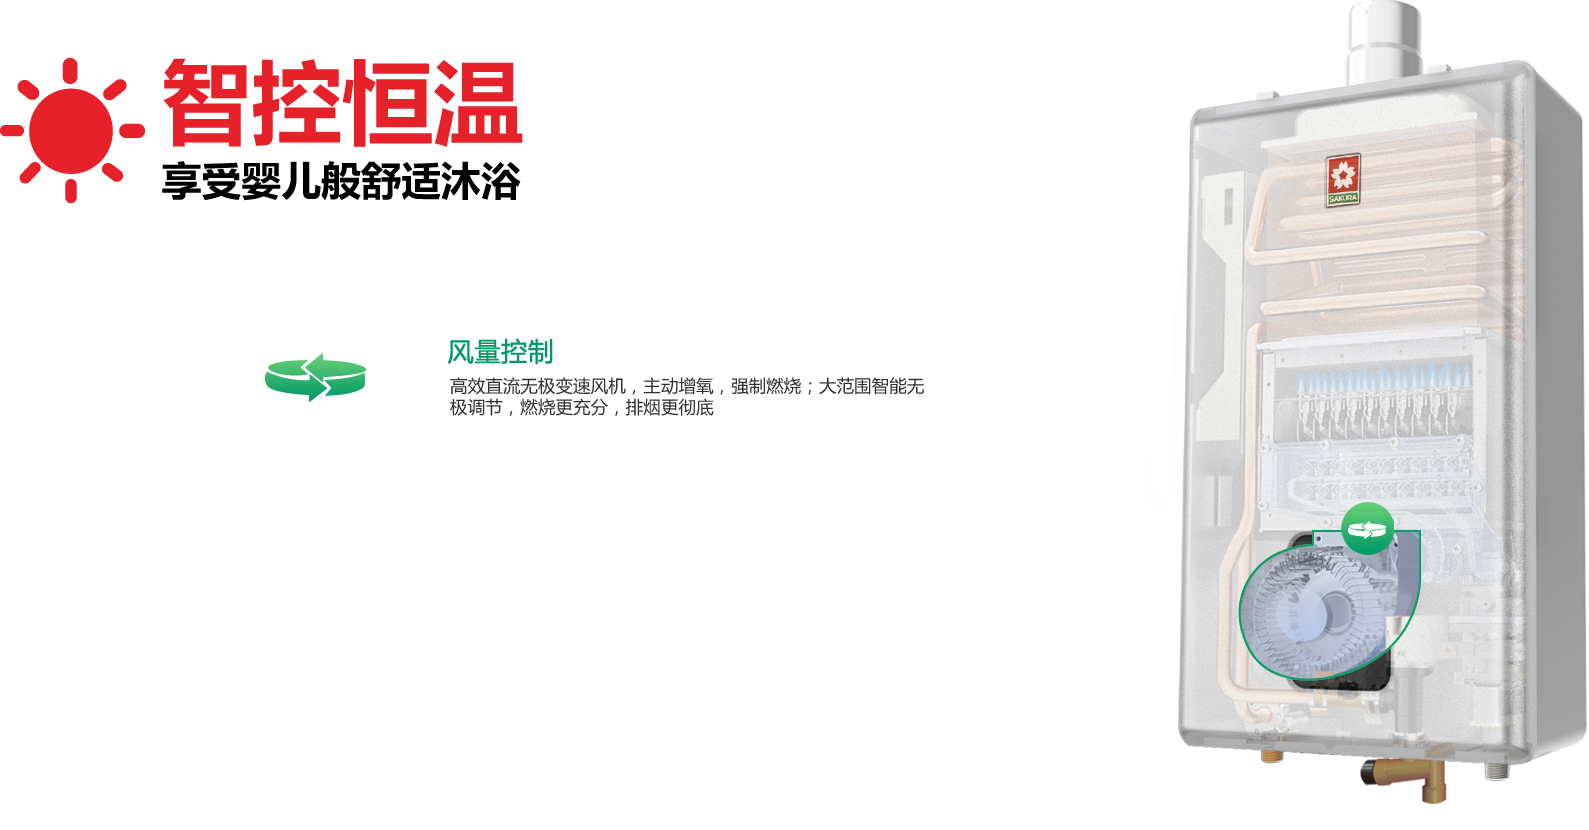 智控恒温
享受婴儿般舒适沐浴
风量控制
高效直流无极变速风机，主动增氧，强制燃烧；大范围智能无
极调节，燃烧更充分，排烟更彻底
SAKURA